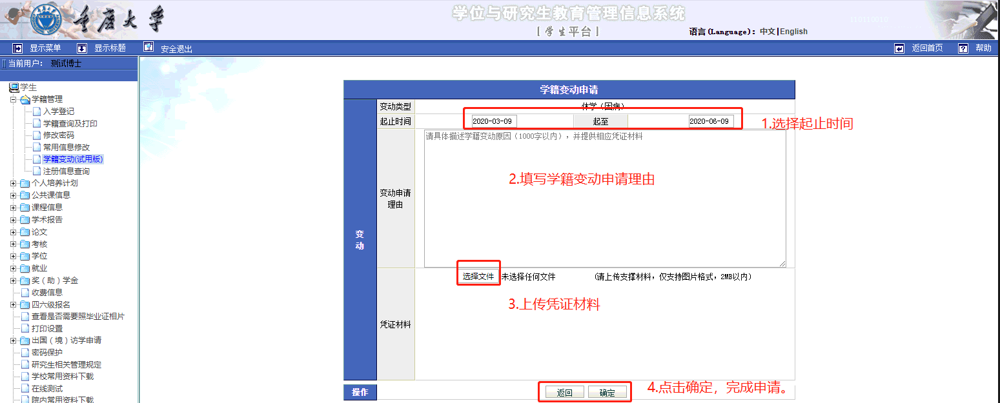 重庆大学
学位与研究生教育管理信息系统
[学生平台]
语言(Language): 中文|English
110110010
显示菜单 显示标题 安全退出 返回首页 帮助
当前用户: 测试博士
学生
学籍管理
入学登记
学籍查询及打印
修改密码
常用信息修改
学籍变动(试用版)
注册信息查询
个人培养计划
公共课信息
课程信息
学术报告
论文
考核
学位
就业
奖(助)学金
收费信息
四六级报名
查看是否需要照毕业证相片
打印设置
出国(境)访学申请
密码保护
研究生相关管理规定
学校常用资料下载
在线测试
院内常用资料下载
学籍变动申请
变动
变动类型 休学(因病)
起止时间 2020-03-09 起至 2020-06-09
1.选择起止时间
变动申请
理由
请具体描述学籍变动原因(1000字以内),并提供相应凭证材料
2.填写学籍变动申请理由
凭证材料
选择文件 未选择任何文件 (请上传支撑材料,仅支持图片格式,2MB以内)
3.上传凭证材料
操作 返回 确定
4.点击确定,完成申请。